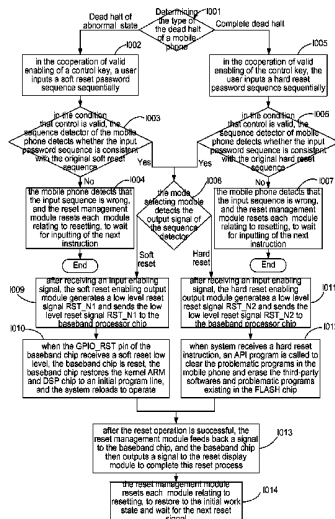 I001
Determining
the type of
the dead halt
of a mobile
phone
Dead halt of
abnormal state
Complete dead halt
I002
in the cooperation of valid
enabling of a control key, a user
inputs a soft reset password
sequence sequentially
I005
in the cooperation of valid
enabling of the control key, the
user inputs a hard reset
password sequence sequentially
I003
in the condition
that control is valid, the
sequence detector of the mobile
phone detects whether the input
password sequence is consistent
with the original soft reset
sequence
Yes
No
I006
in the condition
that control is valid, the
sequence detector of mobile
phone detects whether the input
password sequence is consistent
with the original hard reset
sequence
Yes
No
I004
the mobile phone detects that
the input sequence is wrong,
and the reset management
module resets each module
relating to resetting, to wait
for inputting of the next
instruction
End
I008
the mode
selecting module
detects the
output signal of
the sequence
detector
I007
the mobile phone detects that
the input sequence is wrong,
and the reset management
module resets each module
relating to resetting, to wait
for inputting of the next
instruction
End
Soft
reset
Hard
reset
I009
after receiving an input enabling
signal, the soft reset enabling output
module generates a low level reset
signal RST_N1 and sends the
low level reset signal RST_N1 to the
baseband processor chip
I011
after receiving an input enabling
signal, the hard reset enabling
output module generates a low level
reset signal RST_N2 and sends the
low level reset signal RST_N2 to the
baseband processor chip
I010
when the GPIO_RST pin of the
baseband chip receives a soft reset low
level, the baseband chip is reset, the
baseband chip restores the kernel ARM
and DSP chip to an initial program line,
and the system reloads to operate
when system receives a hard reset
instruction, an API program is called to
clear the problematic programs in the
mobile phone and erase the third-party
softwares and problematic programs
existing in the FLASH chip
I013
after the reset operation is successful, the
reset management module feeds back a signal
to the baseband chip, and the baseband chip
then outputs a signal to the reset display
module to complete this reset process
I014
the reset management module
resets each module relating to
resetting, to restore to the initial work
state and wait for the next reset
signal